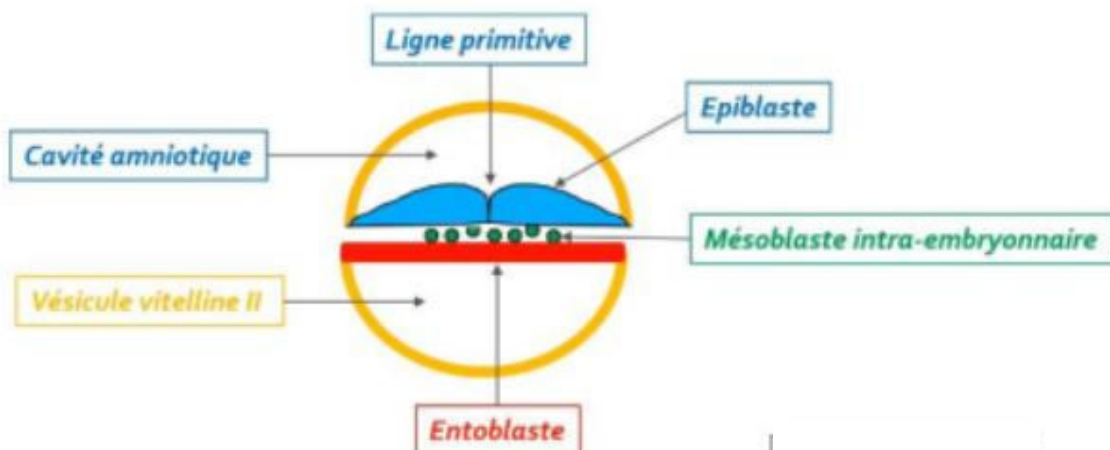 Ligne primitive
Epiblaste
Cavité amniotique
Mésoblaste intra-embryonnaire
Vésicule vitelline II
Entoblaste